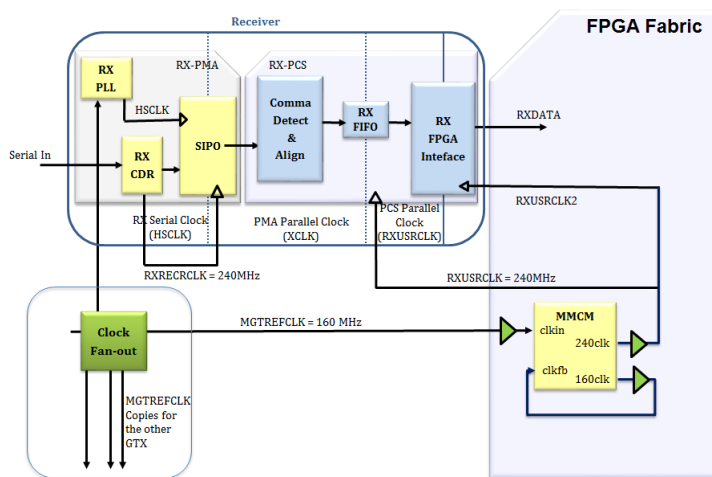 Receiver
FPGA Fabric
RX
PLL
RX-PMA
RX-PCS
HSCLK
Comma
Detect
&
Align
RX
FIFO
RX
FPGA
Inteface
RXDATA
Serial In
RX
CDR
SIPO
RX Serial Clock
(HSCLK)
PMA Parallel Clock
(XCLK)
PCS Parallel
Clock
(RXUSRCLK)
RXUSRCLK2
RXRECRCLK = 240MHz
RXUSRCLK = 240MHz
Clock
Fan-out
MGTREFCLK = 160 MHz
MMCM
clkin
240clk
clkfb
160clk
MGTREFCLK
Copies for
the other
GTX